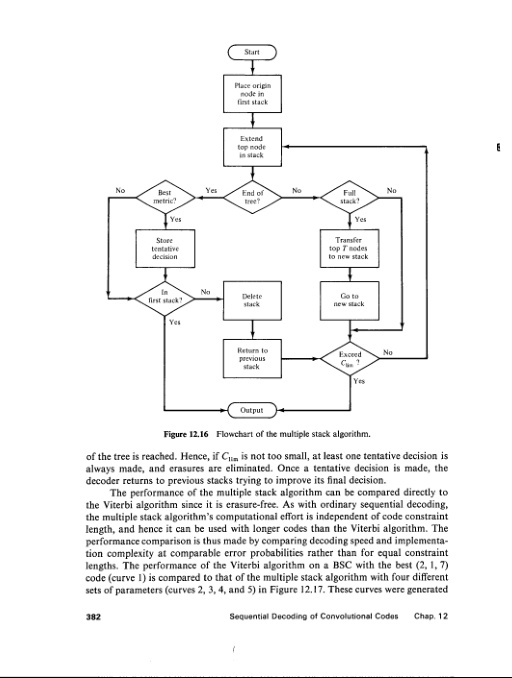 Start
Place origin
node in
first stack
Extend
top node
in stack
No
Best
metric?
Yes
End of
tree?
No
Full
stack?
No
Yes
Yes
Store
tentative
decision
Transfer
top T nodes
to new stack
In
first stack?
No
Delete
stack
Go to
new stack
Yes
Return to
previous
stack
Exceed
Clim ?
No
Yes
Output
Figure 12.16 Flowchart of the multiple stack algorithm.
of the tree is reached. Hence, if Clim is not too small, at least one tentative decision is
always made, and erasures are eliminated. Once a tentative decision is made, the
decoder returns to previous stacks trying to improve its final decision.
The performance of the multiple stack algorithm can be compared directly to
the Viterbi algorithm since it is erasure-free. As with ordinary sequential decoding,
the multiple stack algorithm's computational effort is independent of code constraint
length, and hence it can be used with longer codes than the Viterbi algorithm. The
performance comparison is thus made by comparing decoding speed and implementa-
tion complexity at comparable error probabilities rather than for equal constraint
lengths. The performance of the Viterbi algorithm on a BSC with the best (2, 1, 7)
code (curve 1) is compared to that of the multiple stack algorithm with four different
sets of parameters (curves 2, 3, 4, and 5) in Figure 12.17. These curves were generated
382 Sequential Decoding of Convolutional Codes Chap. 12